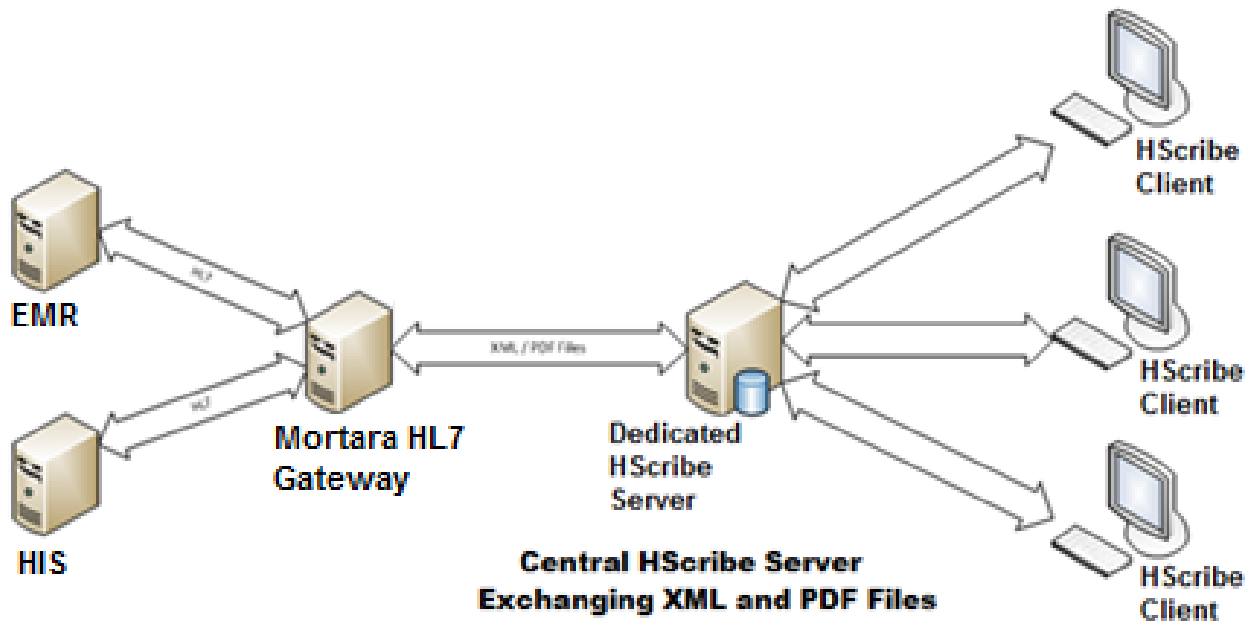 HScribe
Client
HL7
EMR
XML / PDF Files
HScribe
Client
HL7
Mortara HL7
Gateway
Dedicated
HScribe
Server
HIS
Central HScribe Server
Exchanging XML and PDF Files
HScribe
Client